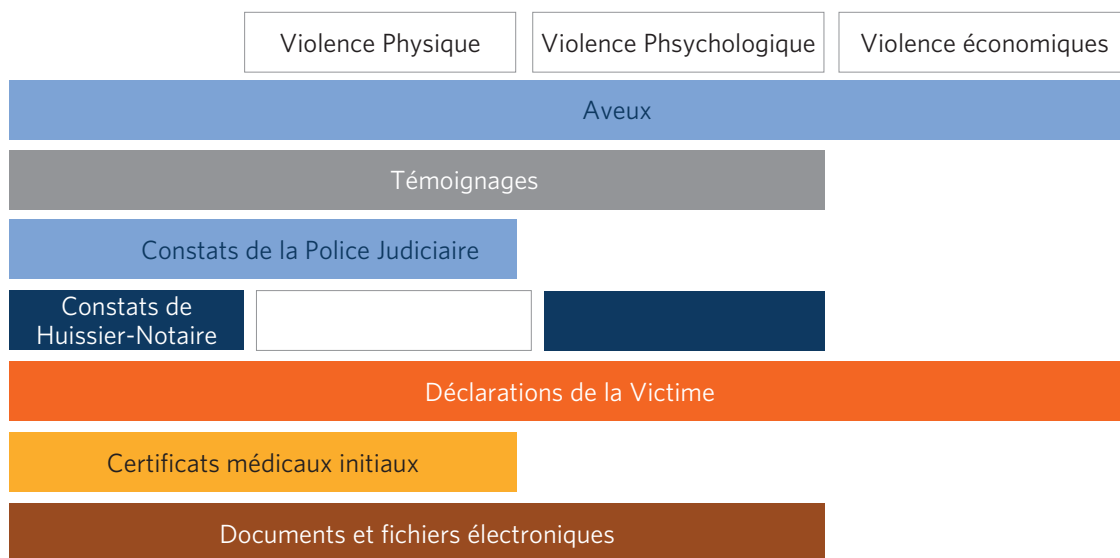 Violence Physique
Violence Phsychologique
Violence économiques
Aveux
Témoignages
Constats de la Police Judiciaire
Constats de
Huissier-Notaire
Déclarations de la Victime
Certificats médicaux initiaux
Documents et fichiers électroniques